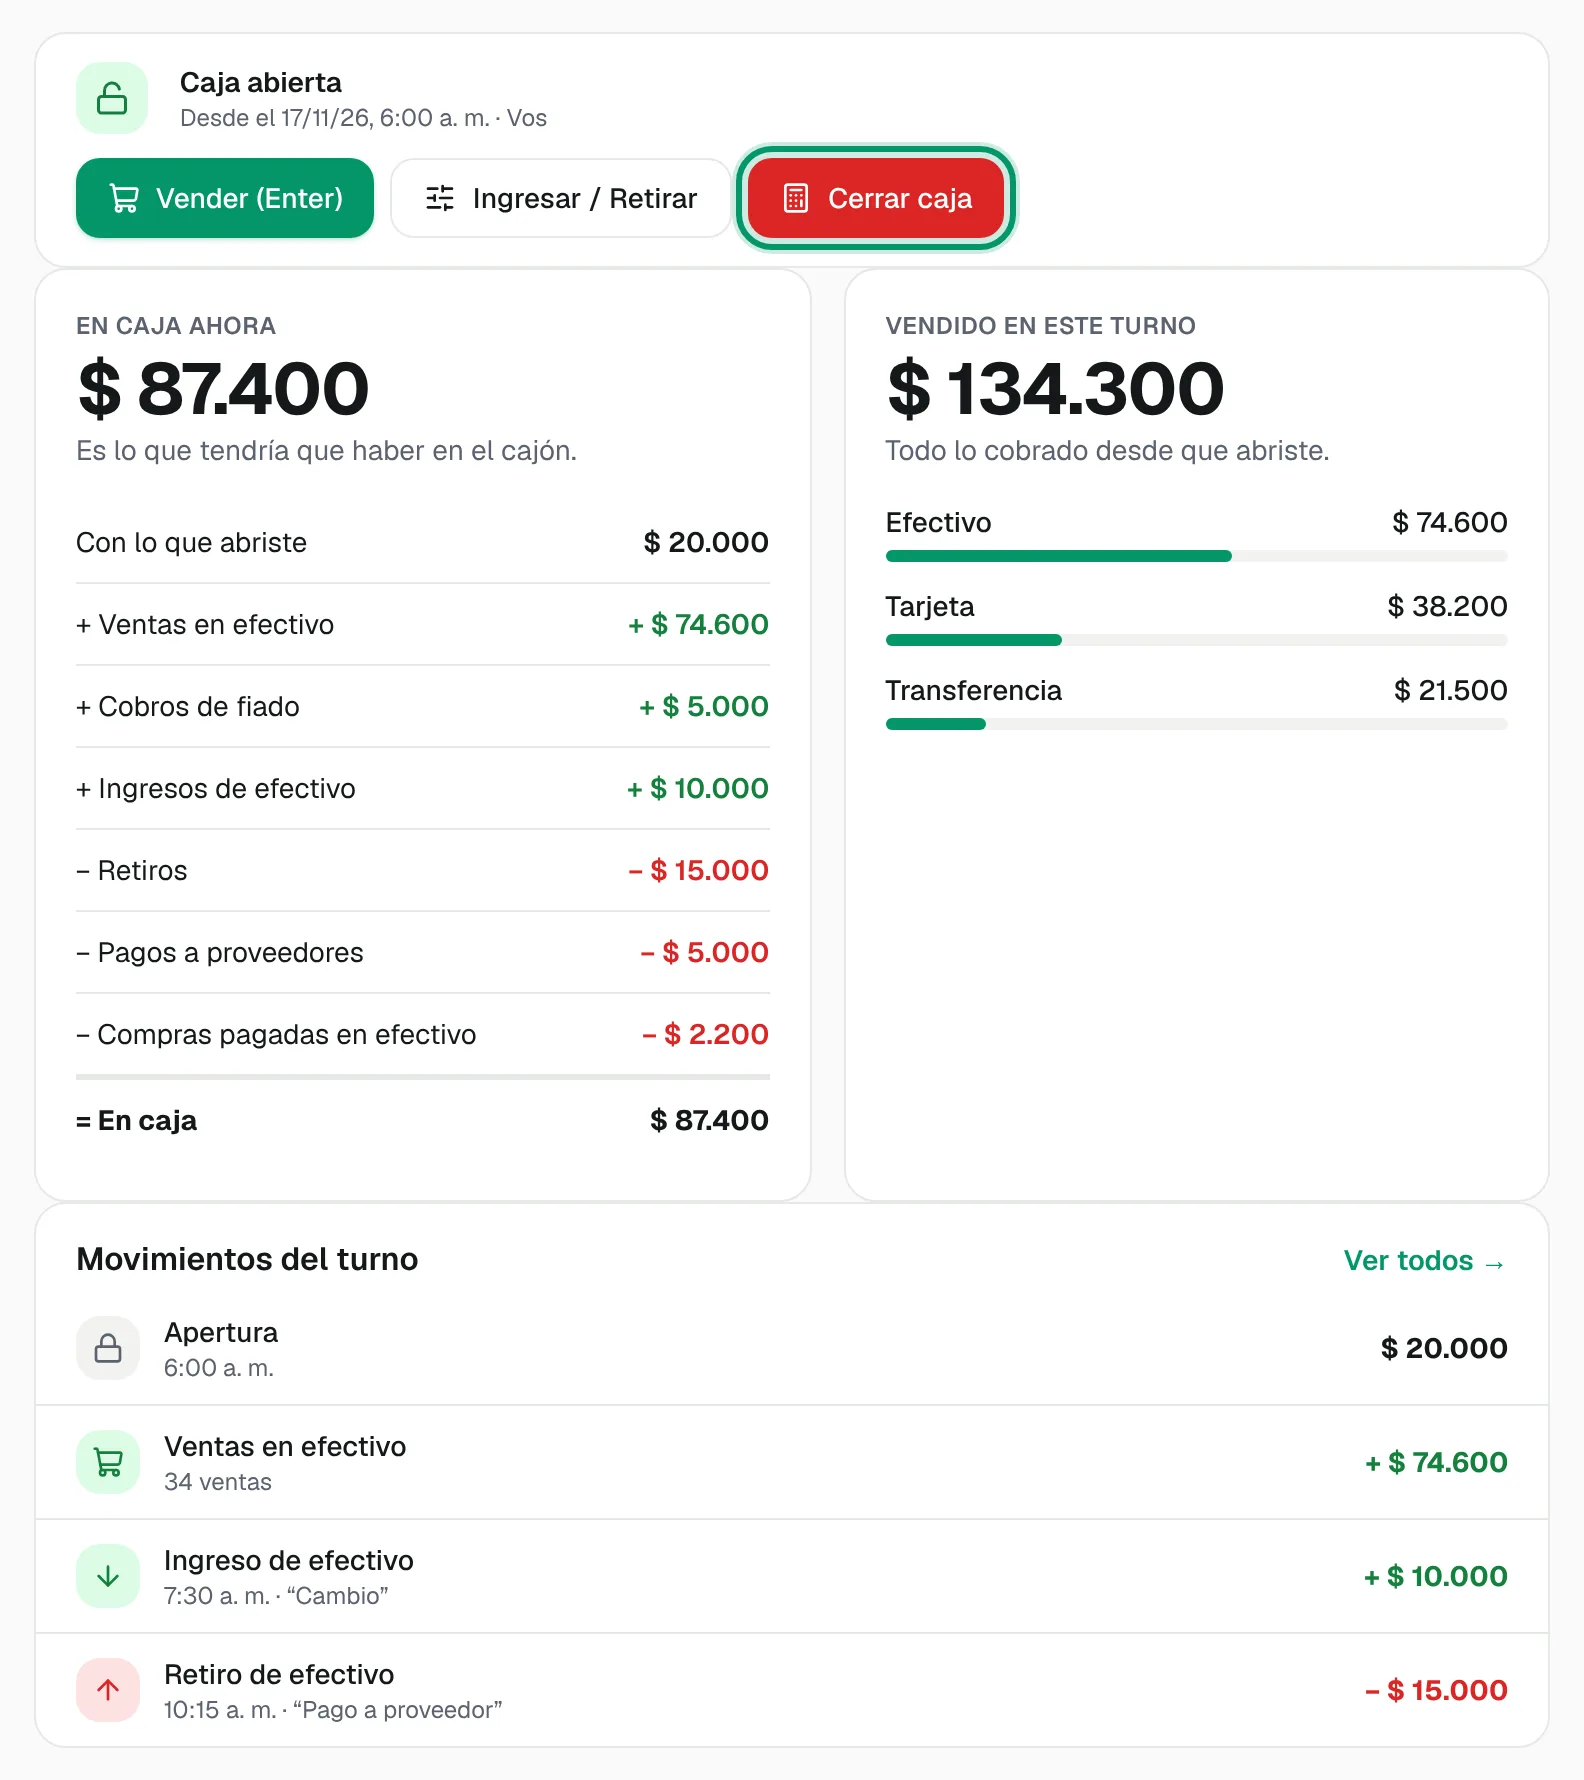 Caja abierta
Desde el 17/11/26, 6:00 a. m. · Vos
Vender (Enter)
Ingresar / Retirar
Cerrar caja
EN CAJA AHORA
$ 87.400
Es lo que tendría que haber en el cajón.
Con lo que abriste $ 20.000
+ Ventas en efectivo + $ 74.600
+ Cobros de fiado + $ 5.000
+ Ingresos de efectivo + $ 10.000
− Retiros − $ 15.000
− Pagos a proveedores − $ 5.000
− Compras pagadas en efectivo − $ 2.200
= En caja $ 87.400
VENDIDO EN ESTE TURNO
$ 134.300
Todo lo cobrado desde que abriste.
Efectivo $ 74.600
Tarjeta $ 38.200
Transferencia $ 21.500
Movimientos del turno
Ver todos →
Apertura
6:00 a. m.
$ 20.000
Ventas en efectivo
34 ventas
+ $ 74.600
Ingreso de efectivo
7:30 a. m. · “Cambio”
+ $ 10.000
Retiro de efectivo
10:15 a. m. · “Pago a proveedor”
− $ 15.000